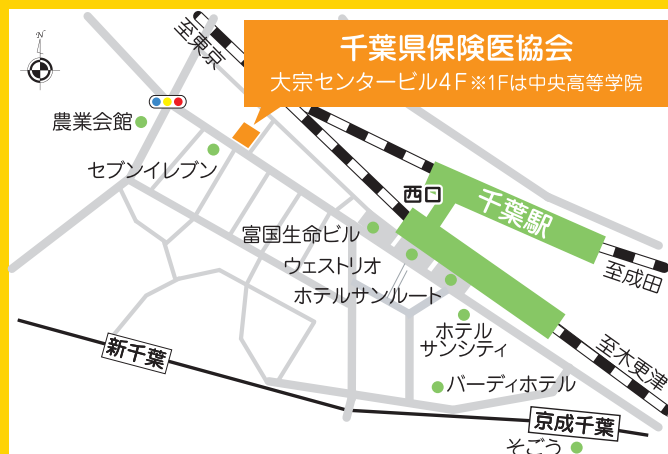 N
至東京
千葉県保険医協会
大宗センタービル4F※1Fは中央高等学院
農業会館
セブンイレブン
西口
千葉駅
富国生命ビル
ウェストリオ
ホテルサンルート
至成田
ホテル
サンシティ
至木更津
新千葉
バーディホテル
京成千葉
そごう